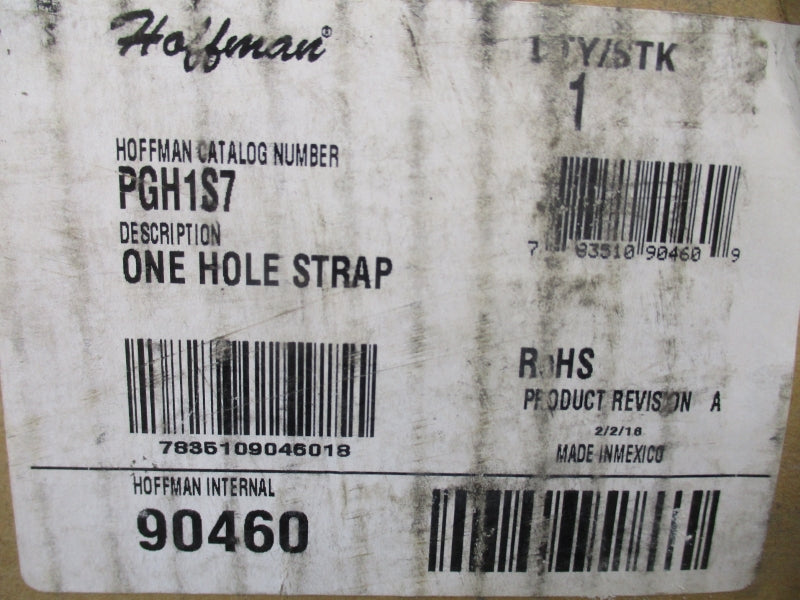 Hoffman®
QTY/STK
1
HOFFMAN CATALOG NUMBER
PGH1S7
DESCRIPTION
ONE HOLE STRAP
7 83510 90460 9
7835109046018
RoHS
PRODUCT REVISION A
2/2/16
MADE INMEXICO
HOFFMAN INTERNAL
90460